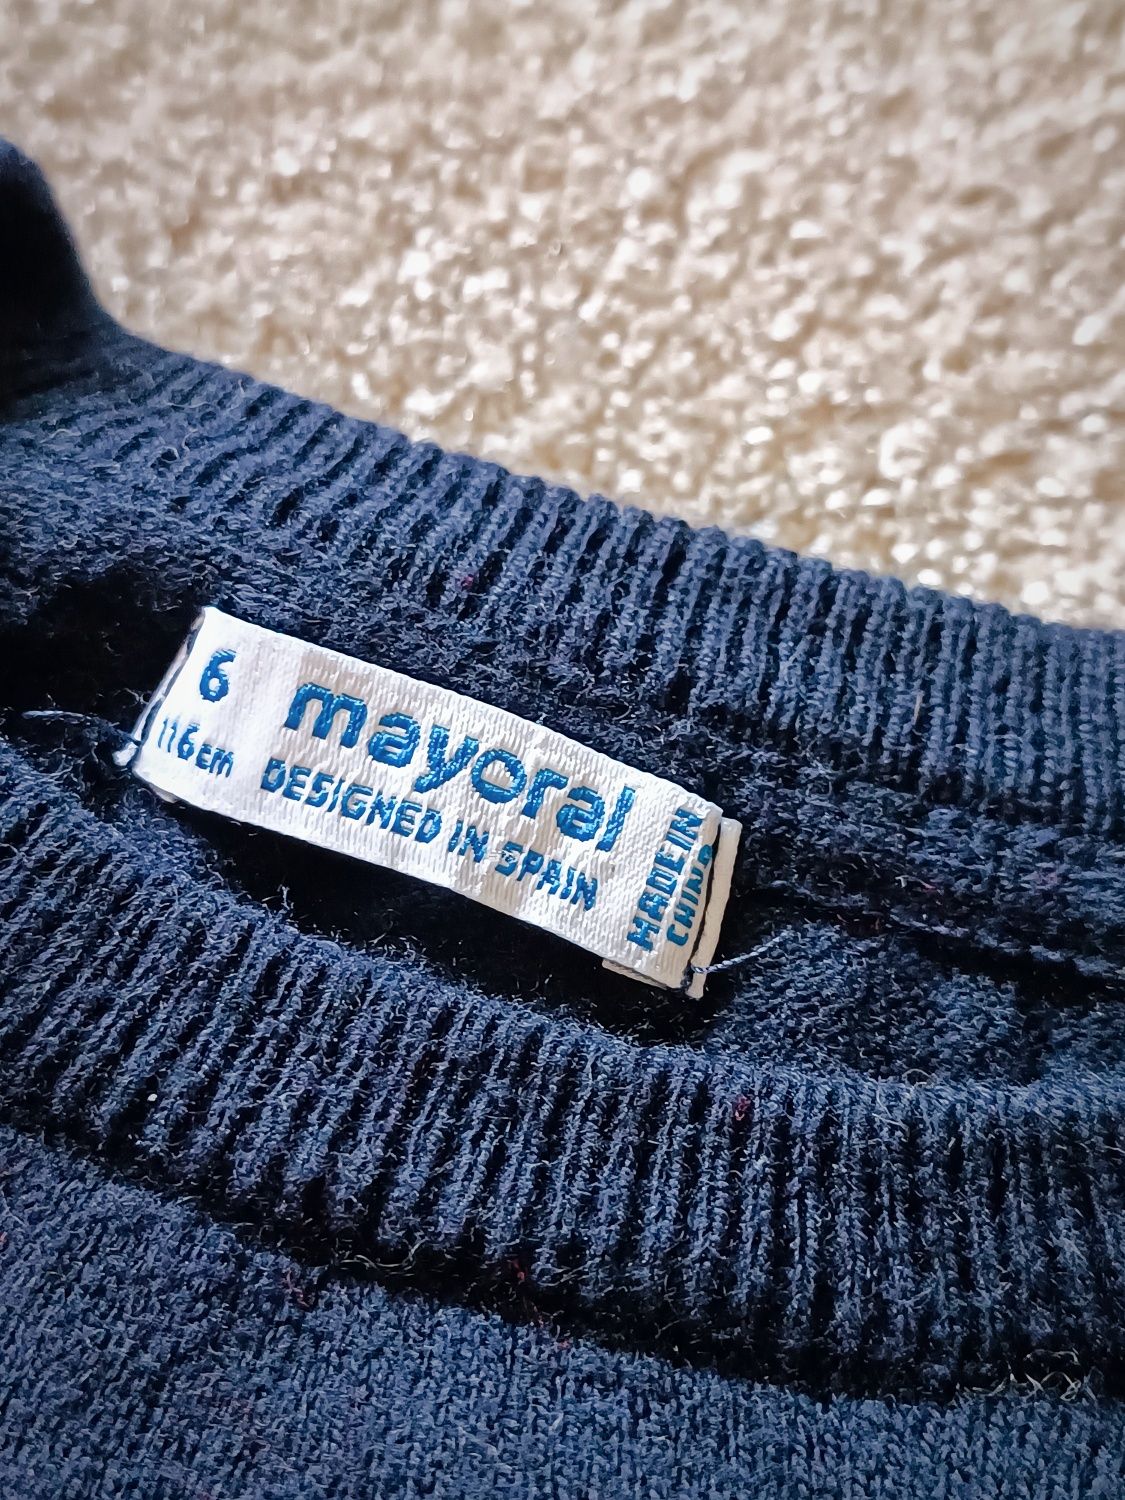 6
116cm
mayoral
DESIGNED IN SPAIN
MADE IN
CHINA